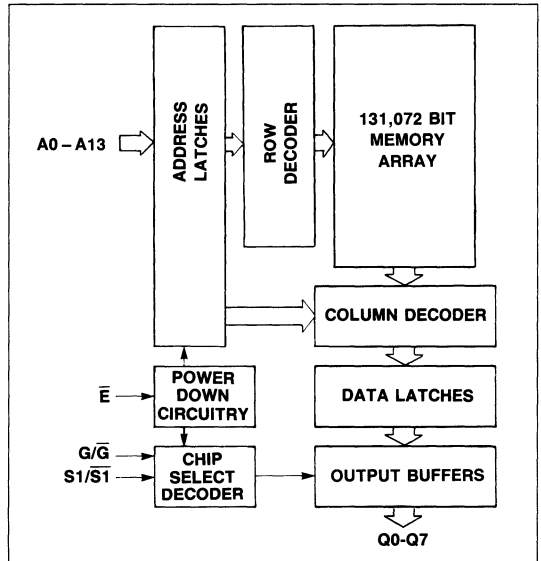 A0 – A13
ADDRESS
LATCHES
ROW
DECODER
131,072 BIT
MEMORY
ARRAY
COLUMN DECODER
E̅
POWER
DOWN
CIRCUITRY
DATA LATCHES
G/G̅
S1/S̅1̅
CHIP
SELECT
DECODER
OUTPUT BUFFERS
Q0-Q7